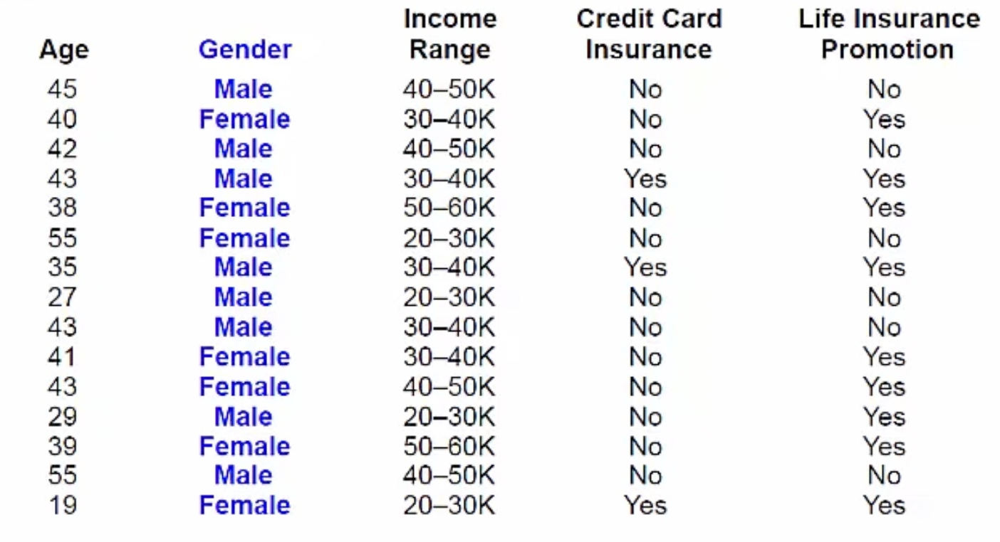 Income Credit Card Life Insurance
Age Gender Range Insurance Promotion
45 Male 40–50K No No
40 Female 30–40K No Yes
42 Male 40–50K No No
43 Male 30–40K Yes Yes
38 Female 50–60K No Yes
55 Female 20–30K No No
35 Male 30–40K Yes Yes
27 Male 20–30K No No
43 Male 30–40K No No
41 Female 30–40K No Yes
43 Female 40–50K No Yes
29 Male 20–30K No Yes
39 Female 50–60K No Yes
55 Male 40–50K No No
19 Female 20–30K Yes Yes